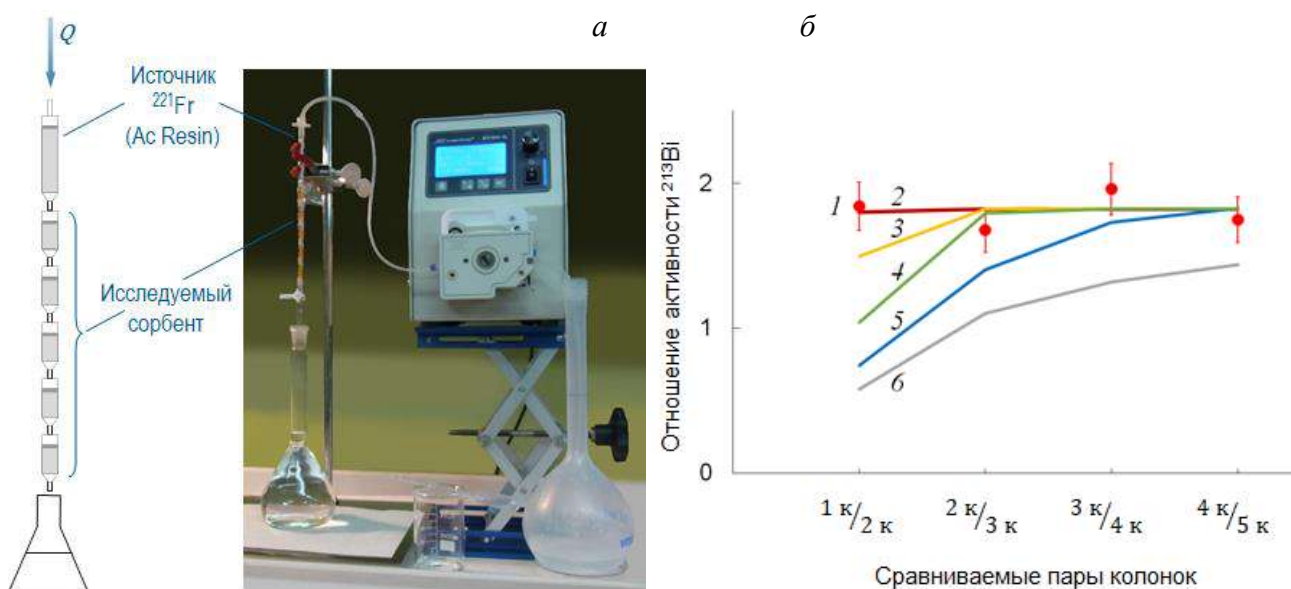 а
б
Q
Источник
²²¹Fr
(Ac Resin)
Исследуемый
сорбент
Отношение активности ²¹³Bi
2
1
0
1
2
3
4
5
6
1 к/2 к
2 к/3 к
3 к/4 к
4 к/5 к
Сравниваемые пары колонок